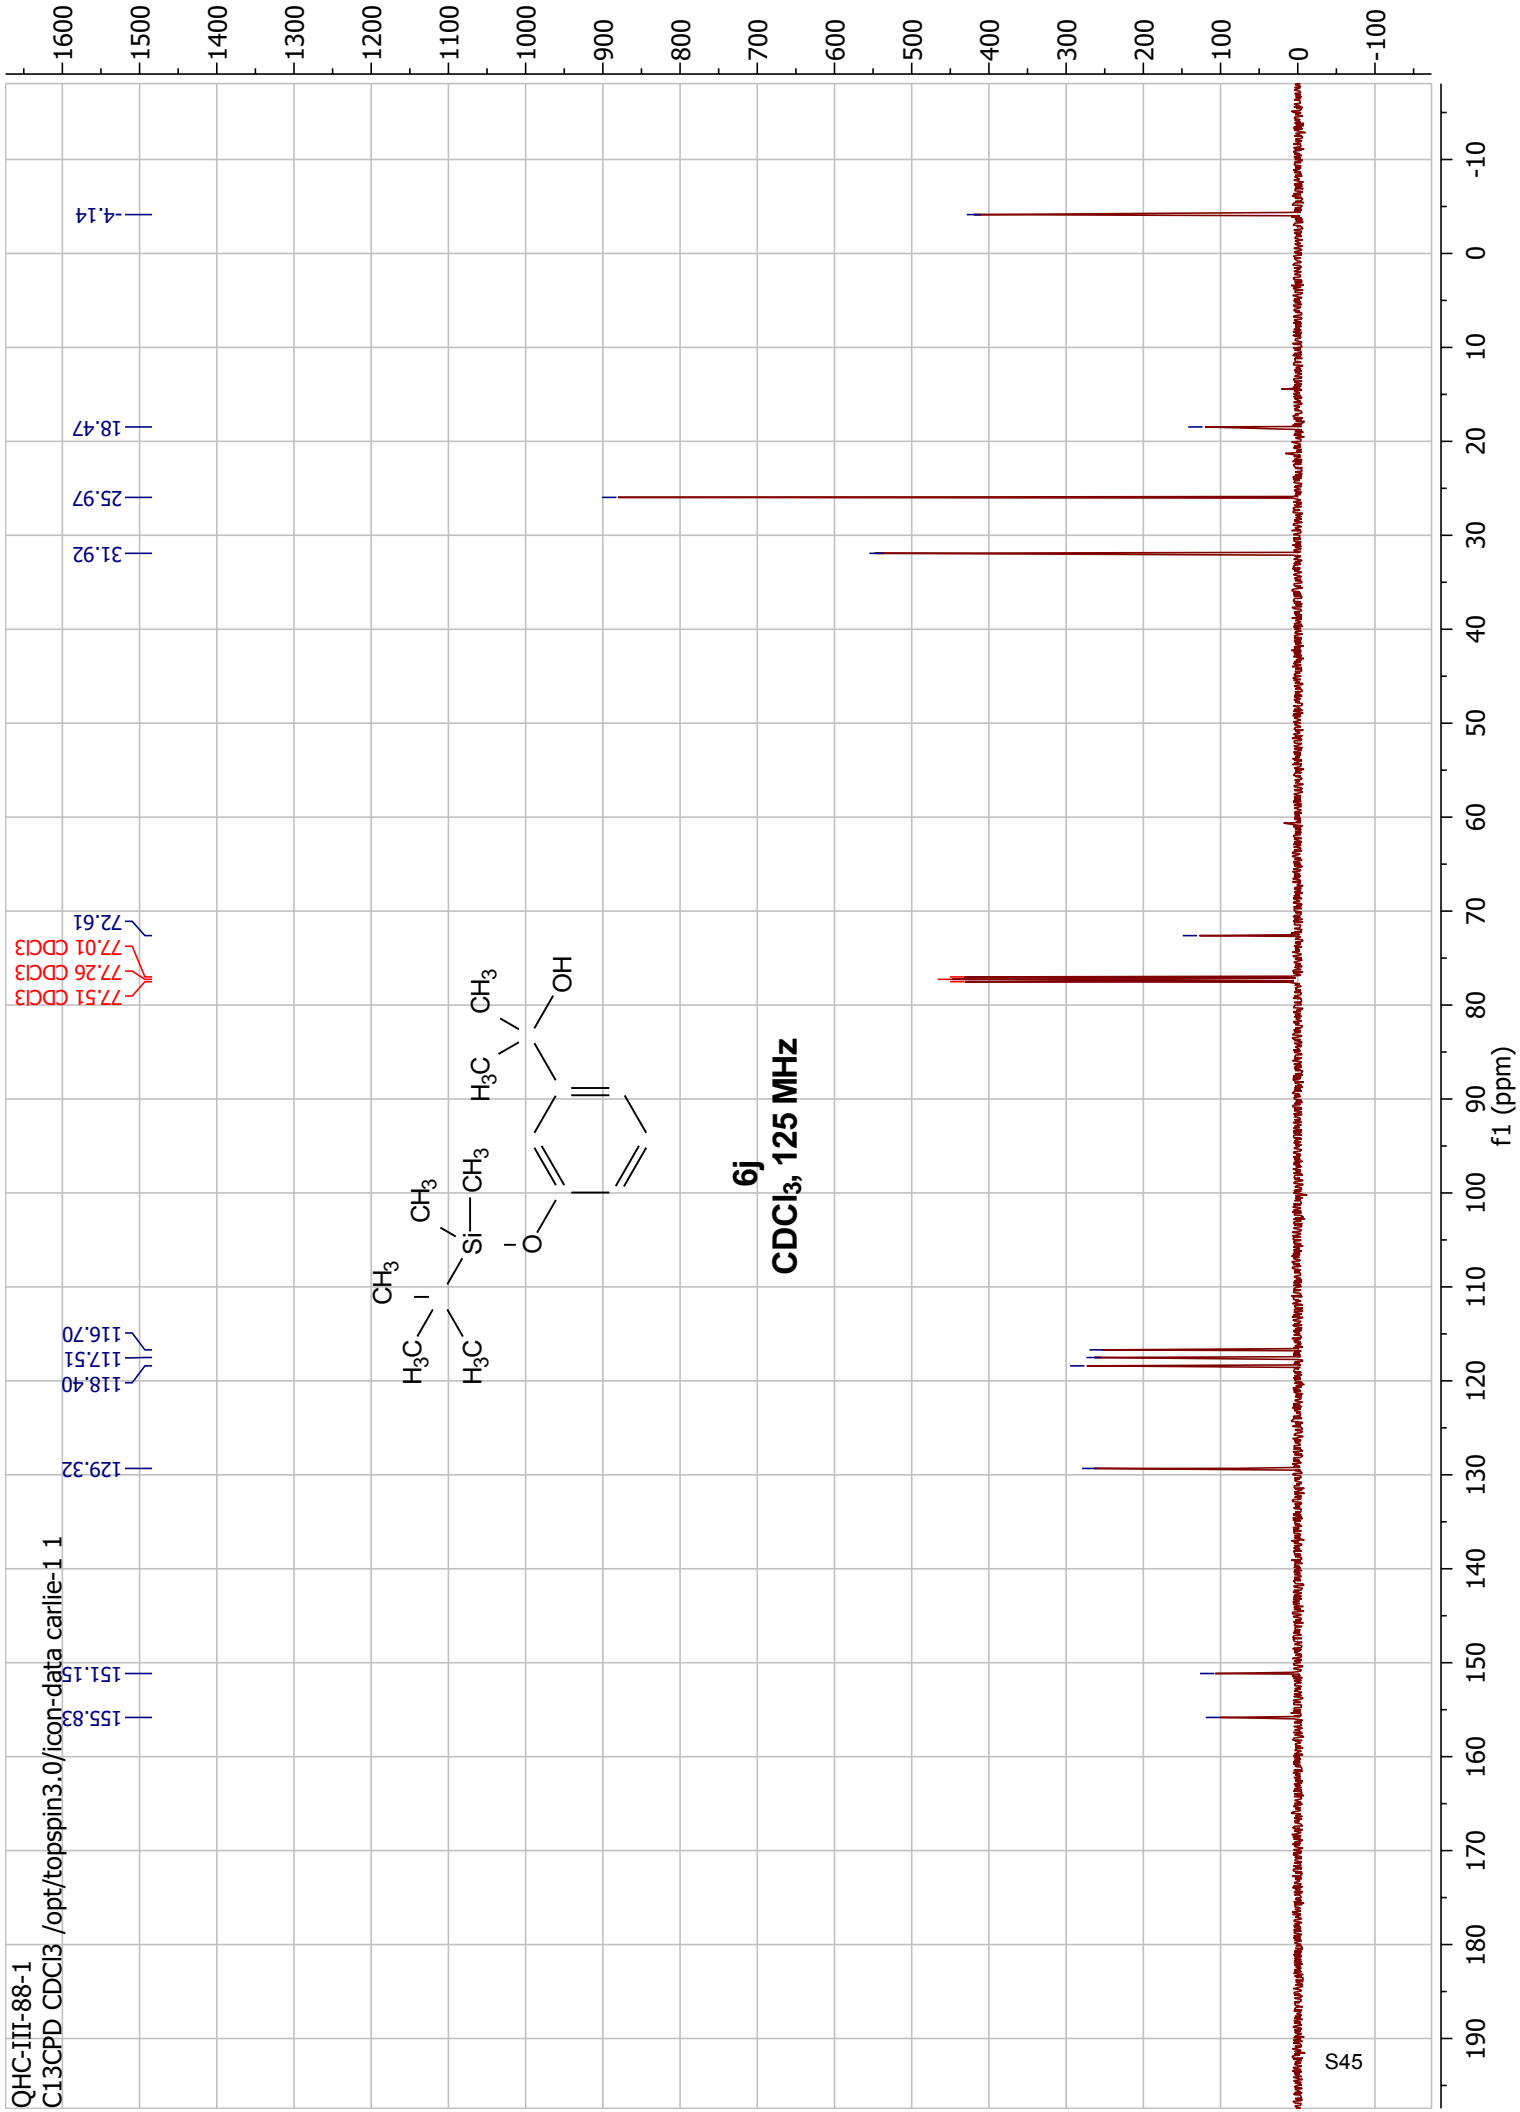 QHC-III-88-1
C13CPD CDCl3 /opt/topspin3.0/icon-data carlie-1 1
155.83
151.15
129.32
118.40
117.51
116.70
77.51 CDCl3
77.26 CDCl3
77.01 CDCl3
72.61
31.92
25.97
18.47
-4.14
1600
1500
1400
1300
1200
1100
1000
900
800
700
600
500
400
300
200
100
0
-100
CH3
H3C
H3C
CH3
Si
CH3
O
H3C
CH3
OH
6j
CDCl3, 125 MHz
190 180 170 160 150 140 130 120 110 100 90 80 70 60 50 40 30 20 10 0 -10
f1 (ppm)
S45